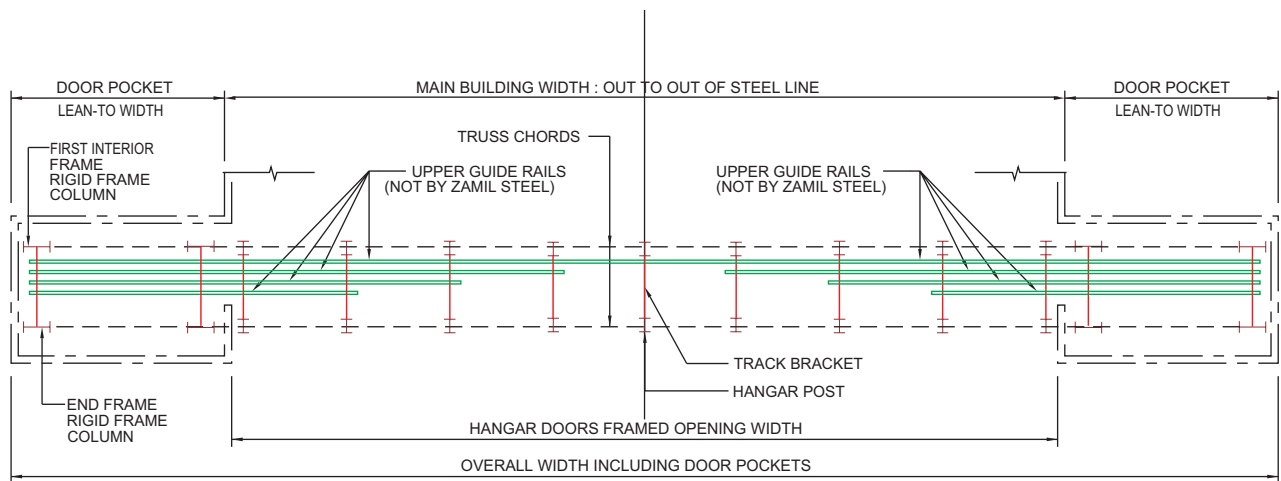 DOOR POCKET
LEAN-TO WIDTH
MAIN BUILDING WIDTH : OUT TO OUT OF STEEL LINE
DOOR POCKET
LEAN-TO WIDTH
TRUSS CHORDS
FIRST INTERIOR
FRAME
RIGID FRAME
COLUMN
UPPER GUIDE RAILS
(NOT BY ZAMIL STEEL)
UPPER GUIDE RAILS
(NOT BY ZAMIL STEEL)
TRACK BRACKET
HANGAR POST
END FRAME
RIGID FRAME
COLUMN
HANGAR DOORS FRAMED OPENING WIDTH
OVERALL WIDTH INCLUDING DOOR POCKETS